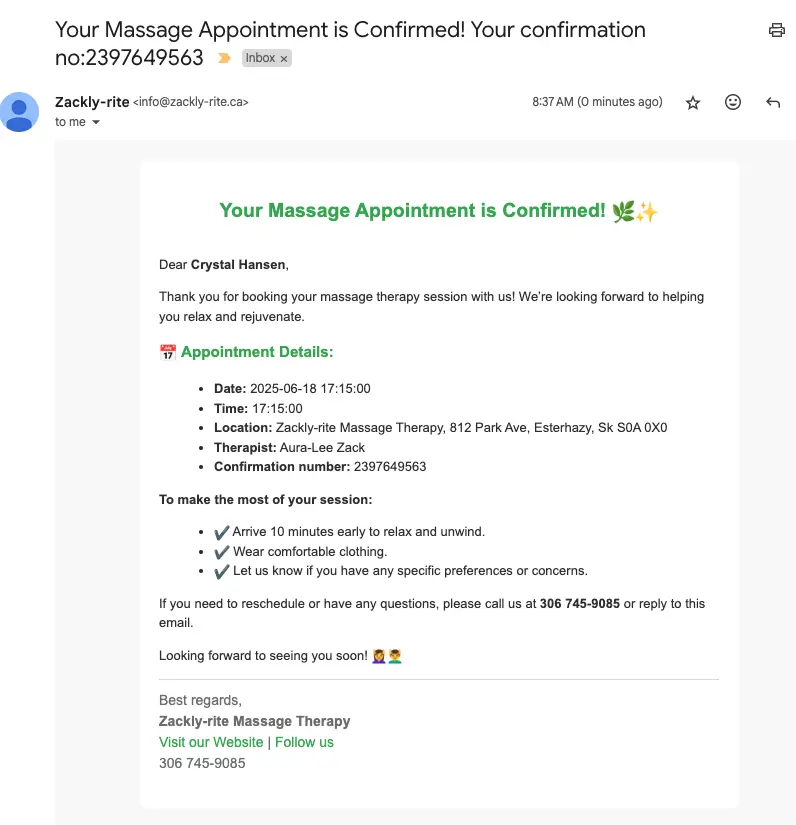 Your Massage Appointment is Confirmed! Your confirmation
no:2397649563 Inbox ×
Zackly-rite <info@zackly-rite.ca> 8:37 AM (0 minutes ago)
to me
Your Massage Appointment is Confirmed! 🌿✨
Dear Crystal Hansen,
Thank you for booking your massage therapy session with us! We're looking forward to helping
you relax and rejuvenate.
📅 Appointment Details:
• Date: 2025-06-18 17:15:00
• Time: 17:15:00
• Location: Zackly-rite Massage Therapy, 812 Park Ave, Esterhazy, Sk S0A 0X0
• Therapist: Aura-Lee Zack
• Confirmation number: 2397649563
To make the most of your session:
• ✔️ Arrive 10 minutes early to relax and unwind.
• ✔️ Wear comfortable clothing.
• ✔️ Let us know if you have any specific preferences or concerns.
If you need to reschedule or have any questions, please call us at 306 745-9085 or reply to this
email.
Looking forward to seeing you soon! 💆‍♀️💆‍♂️
Best regards,
Zackly-rite Massage Therapy
Visit our Website | Follow us
306 745-9085